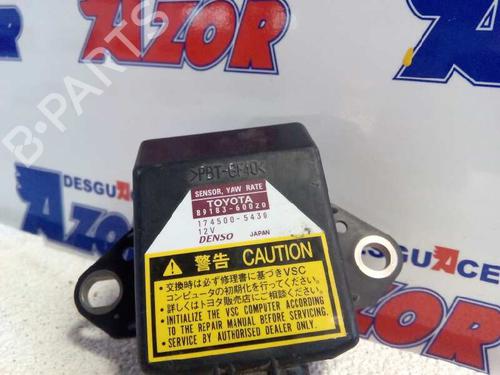 DESGUACES
AZOR
B-PARTS
>PBT-GF40<
SENSOR, YAW RATE
TOYOTA
89183-60020
174500-5430
12V
DENSO JAPAN
警告 CAUTION
・交換時は必ず修理書に基づきVSC
コンピュータの初期化を行ってください。
・詳しくはトヨタ販売店にご相談ください。
・INITIALIZE THE VSC COMPUTER ACCORDING
TO THE REPAIR MANUAL BEFORE SERVICING.
・SERVICE BY AUTHORISED DEALER ONLY.
DESGUACES
AZOR